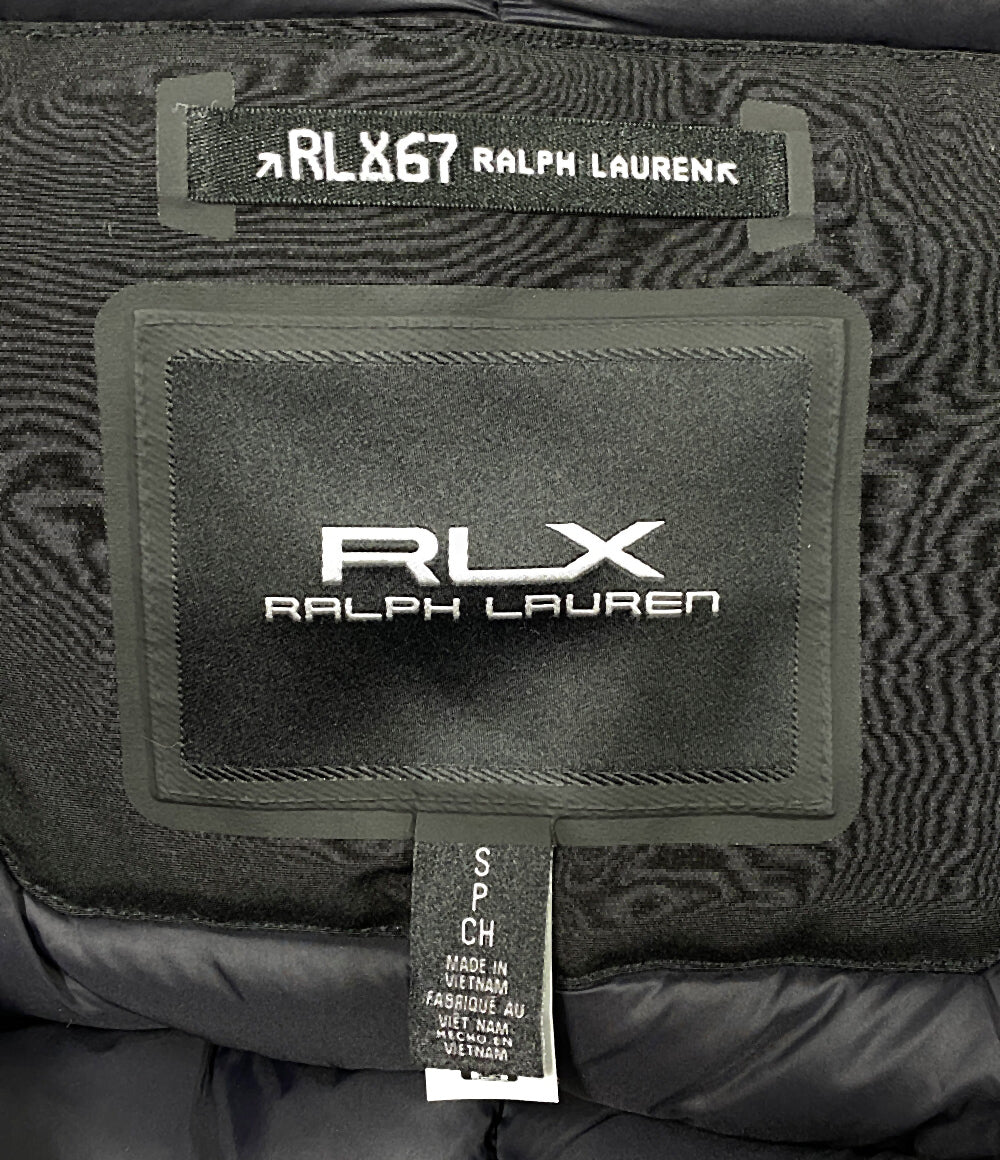 ↗RLX67 RALPH LAUREN↖
RLX
RALPH LAUREN
S
P
CH
MADE IN
VIETNAM
FABRIQUÉ AU
VIÊT NAM
HECHO EN
VIETNAM